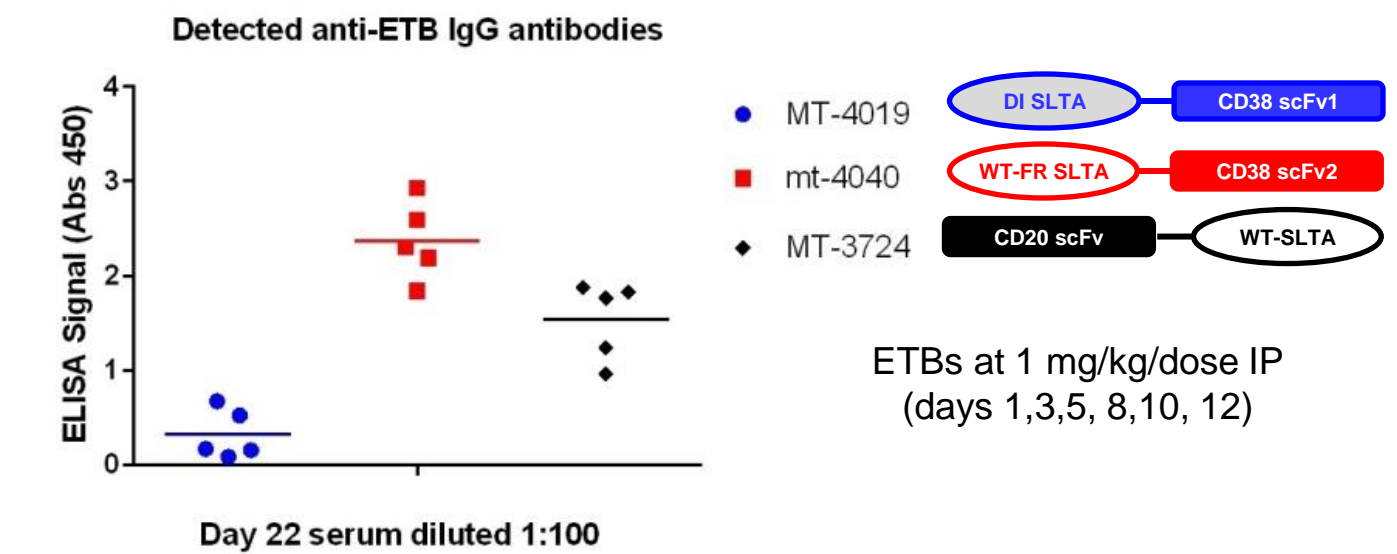 Detected anti-ETB IgG antibodies
ELISA Signal (Abs 450)
4
3
2
1
0
Day 22 serum diluted 1:100
MT-4019
DI SLTA
CD38 scFv1
mt-4040
WT-FR SLTA
CD38 scFv2
MT-3724
CD20 scFv
WT-SLTA
ETBs at 1 mg/kg/dose IP
(days 1,3,5, 8,10, 12)